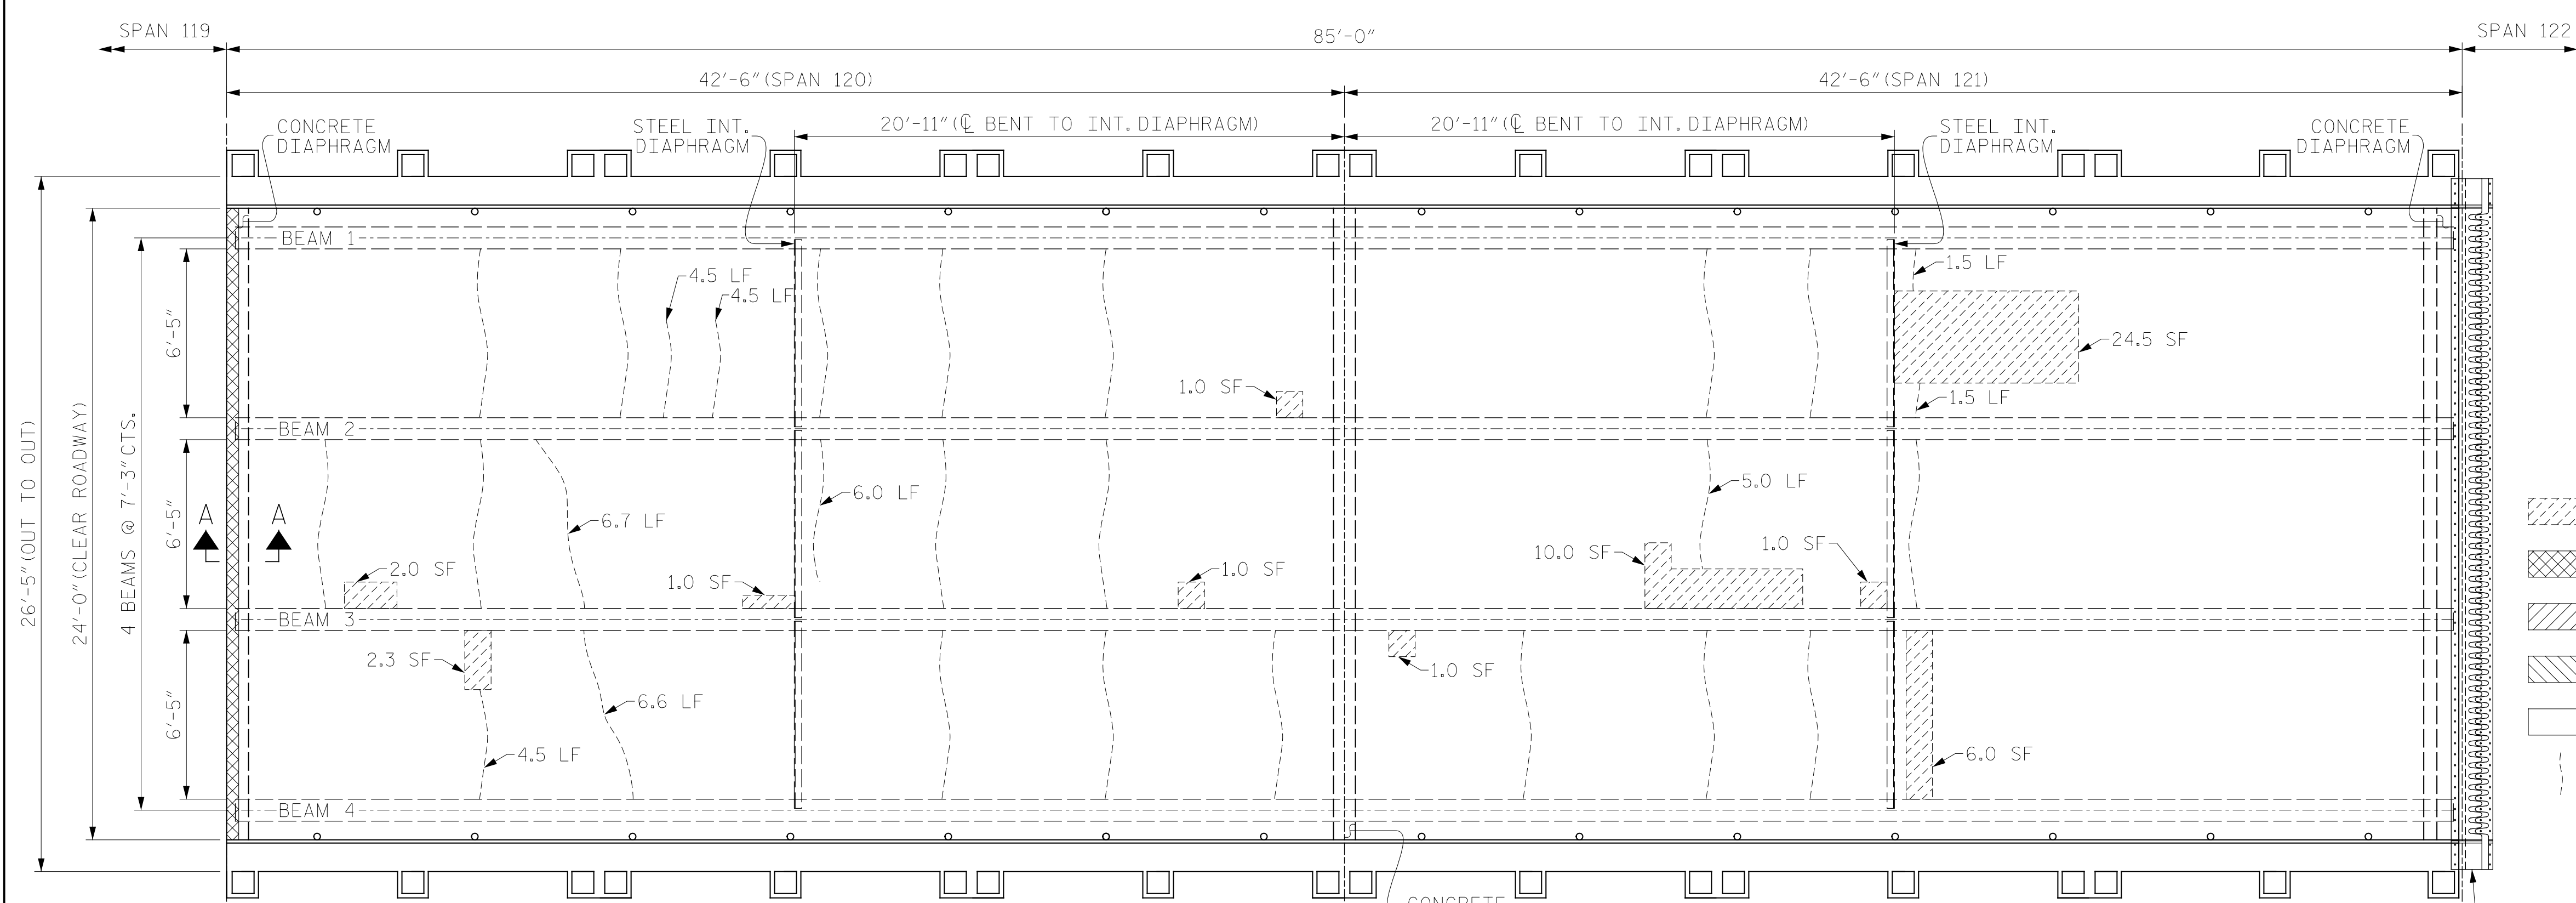 SPAN 119
85'-0"
SPAN 122
42'-6" (SPAN 120)
42'-6" (SPAN 121)
CONCRETE
DIAPHRAGM
STEEL INT.
DIAPHRAGM
20'-11" (℄ BENT TO INT. DIAPHRAGM)
20'-11" (℄ BENT TO INT. DIAPHRAGM)
STEEL INT.
DIAPHRAGM
CONCRETE
DIAPHRAGM
26'-5" (OUT TO OUT)
24'-0" (CLEAR ROADWAY)
4 BEAMS @ 7'-3" CTS.
6'-5"
6'-5"
6'-5"
BEAM 1
4.5 LF
4.5 LF
1.5 LF
24.5 SF
1.0 SF
1.5 LF
BEAM 2
A
A
6.7 LF
6.0 LF
5.0 LF
2.0 SF
1.0 SF
1.0 SF
10.0 SF
1.0 SF
BEAM 3
2.3 SF
6.6 LF
4.5 LF
1.0 SF
6.0 SF
BEAM 4
CONCRETE